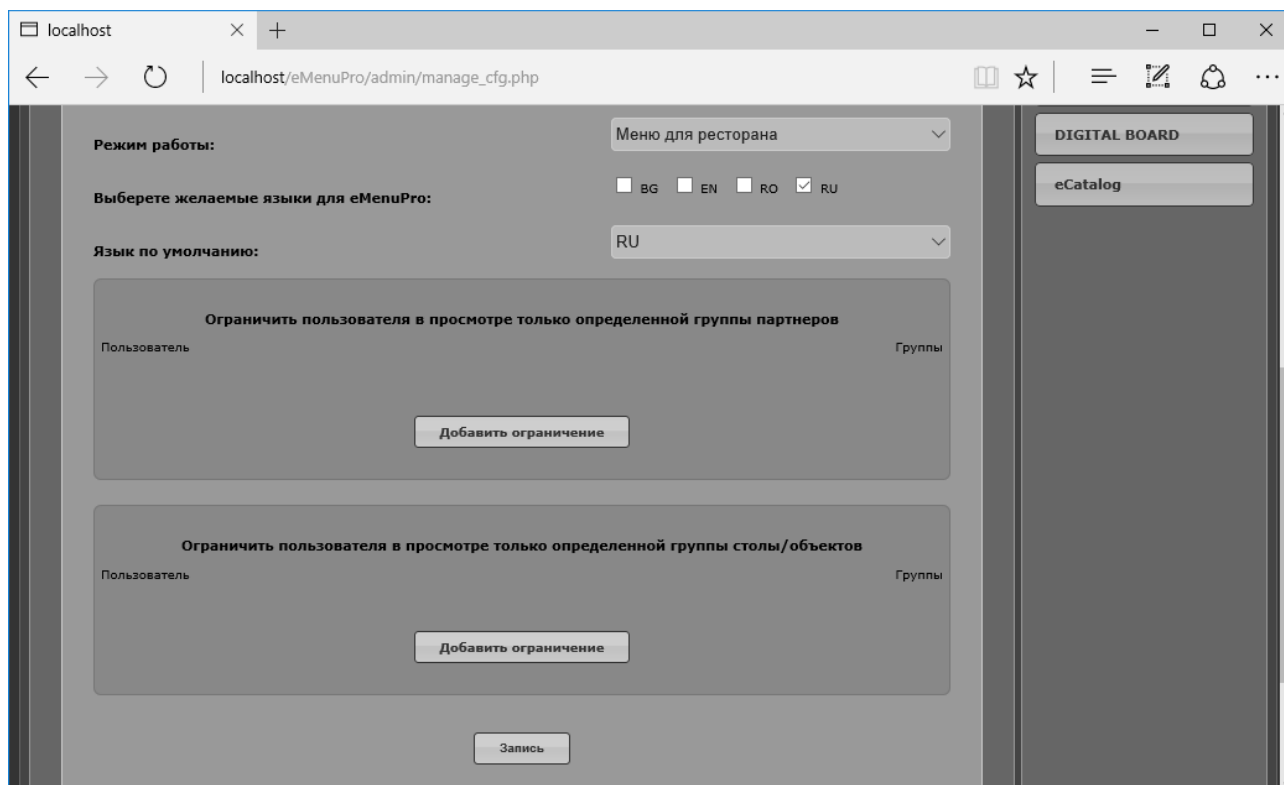 localhost
localhost/eMenuPro/admin/manage_cfg.php
Режим работы:
Меню для ресторана
Выберете желаемые языки для eMenuPro:
BG EN RO RU
Язык по умолчанию:
RU
Ограничить пользователя в просмотре только определенной группы партнеров
Пользователь Группы
Добавить ограничение
Ограничить пользователя в просмотре только определенной группы столы/объектов
Пользователь Группы
Добавить ограничение
Запись
DIGITAL BOARD
eCatalog